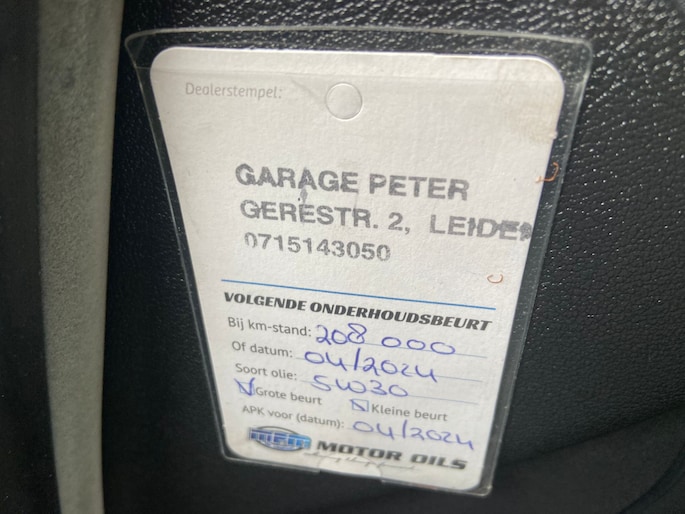 Dealerstempel:
GARAGE PETER
GERESTR. 2, LEIDEN
0715143050
VOLGENDE ONDERHOUDSBEURT
Bij km-stand: 208 000
Of datum: 04/2024
Soort olie: 5W30
Grote beurt Kleine beurt
APK voor (datum): 04/2024
MOTOR OILS